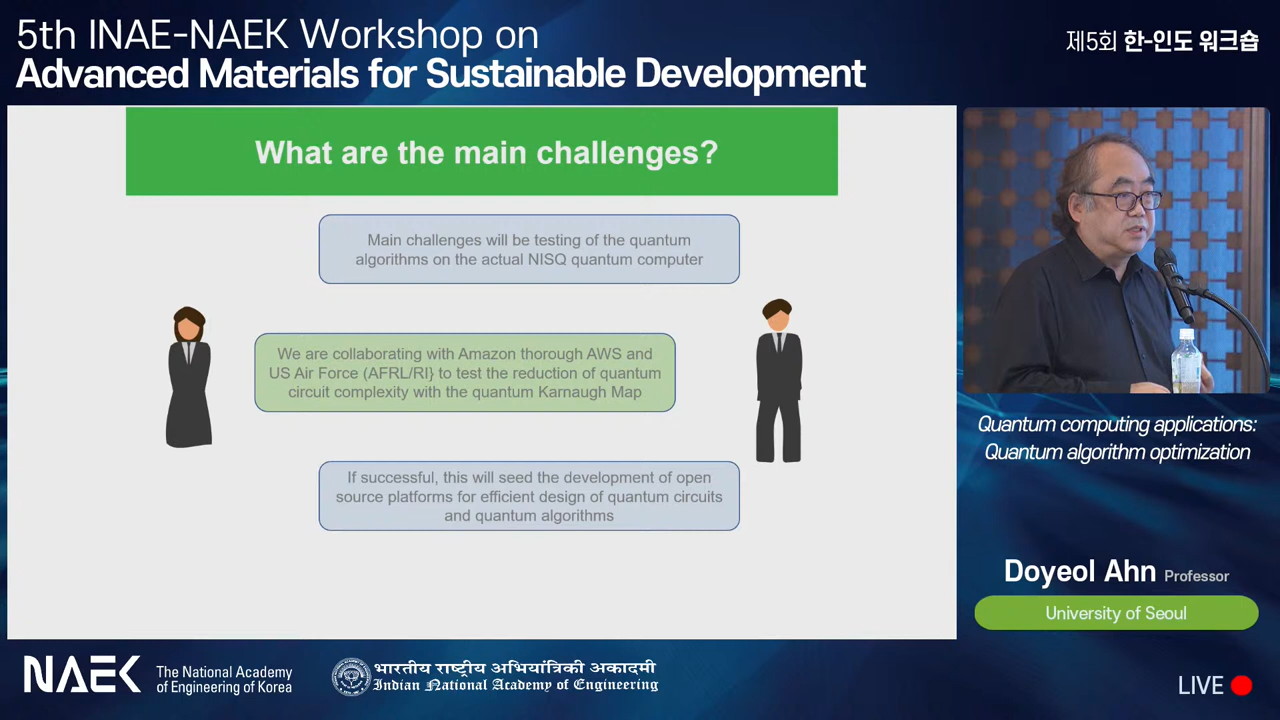 5th INAE-NAEK Workshop on
Advanced Materials for Sustainable Development
제5회 한-인도 워크숍
What are the main challenges?
Main challenges will be testing of the quantum
algorithms on the actual NISQ quantum computer
We are collaborating with Amazon thorough AWS and
US Air Force (AFRL/RI} to test the reduction of quantum
circuit complexity with the quantum Karnaugh Map
If successful, this will seed the development of open
source platforms for efficient design of quantum circuits
and quantum algorithms
Quantum computing applications:
Quantum algorithm optimization
Doyeol Ahn Professor
University of Seoul
NAEK
The National Academy
of Engineering of Korea
भारतीय राष्ट्रीय अभियांत्रिकी अकादमी
Indian National Academy of Engineering
LIVE